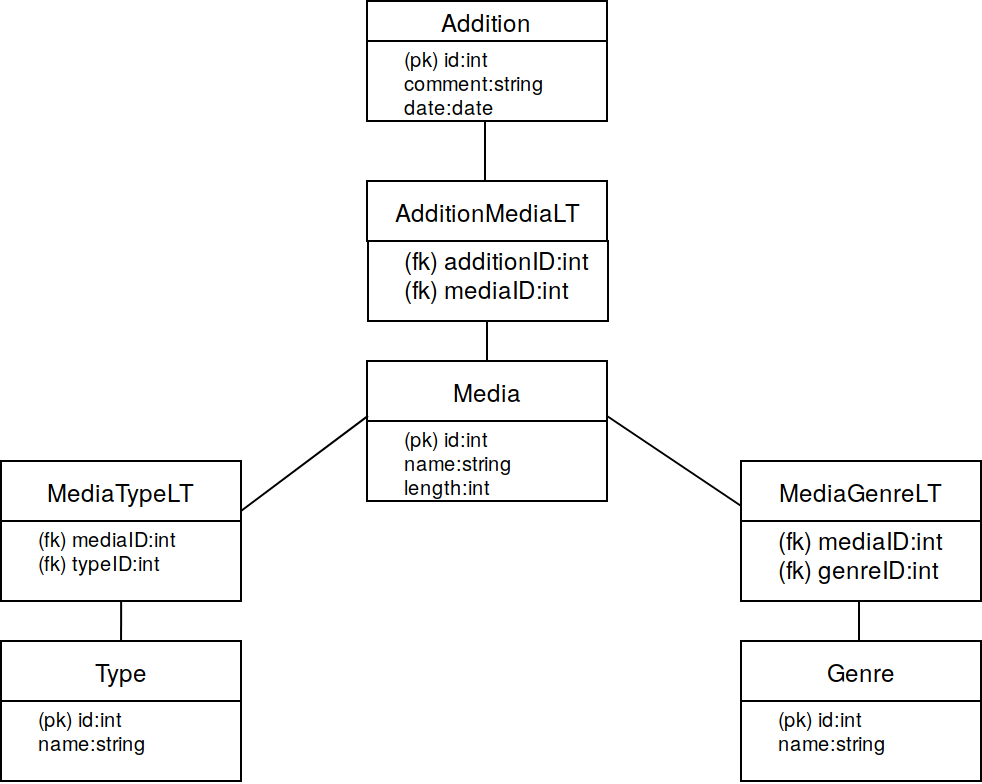 Addition
(pk) id:int
comment:string
date:date
AdditionMediaLT
(fk) additionID:int
(fk) mediaID:int
Media
(pk) id:int
name:string
length:int
MediaTypeLT
(fk) mediaID:int
(fk) typeID:int
MediaGenreLT
(fk) mediaID:int
(fk) genreID:int
Type
(pk) id:int
name:string
Genre
(pk) id:int
name:string